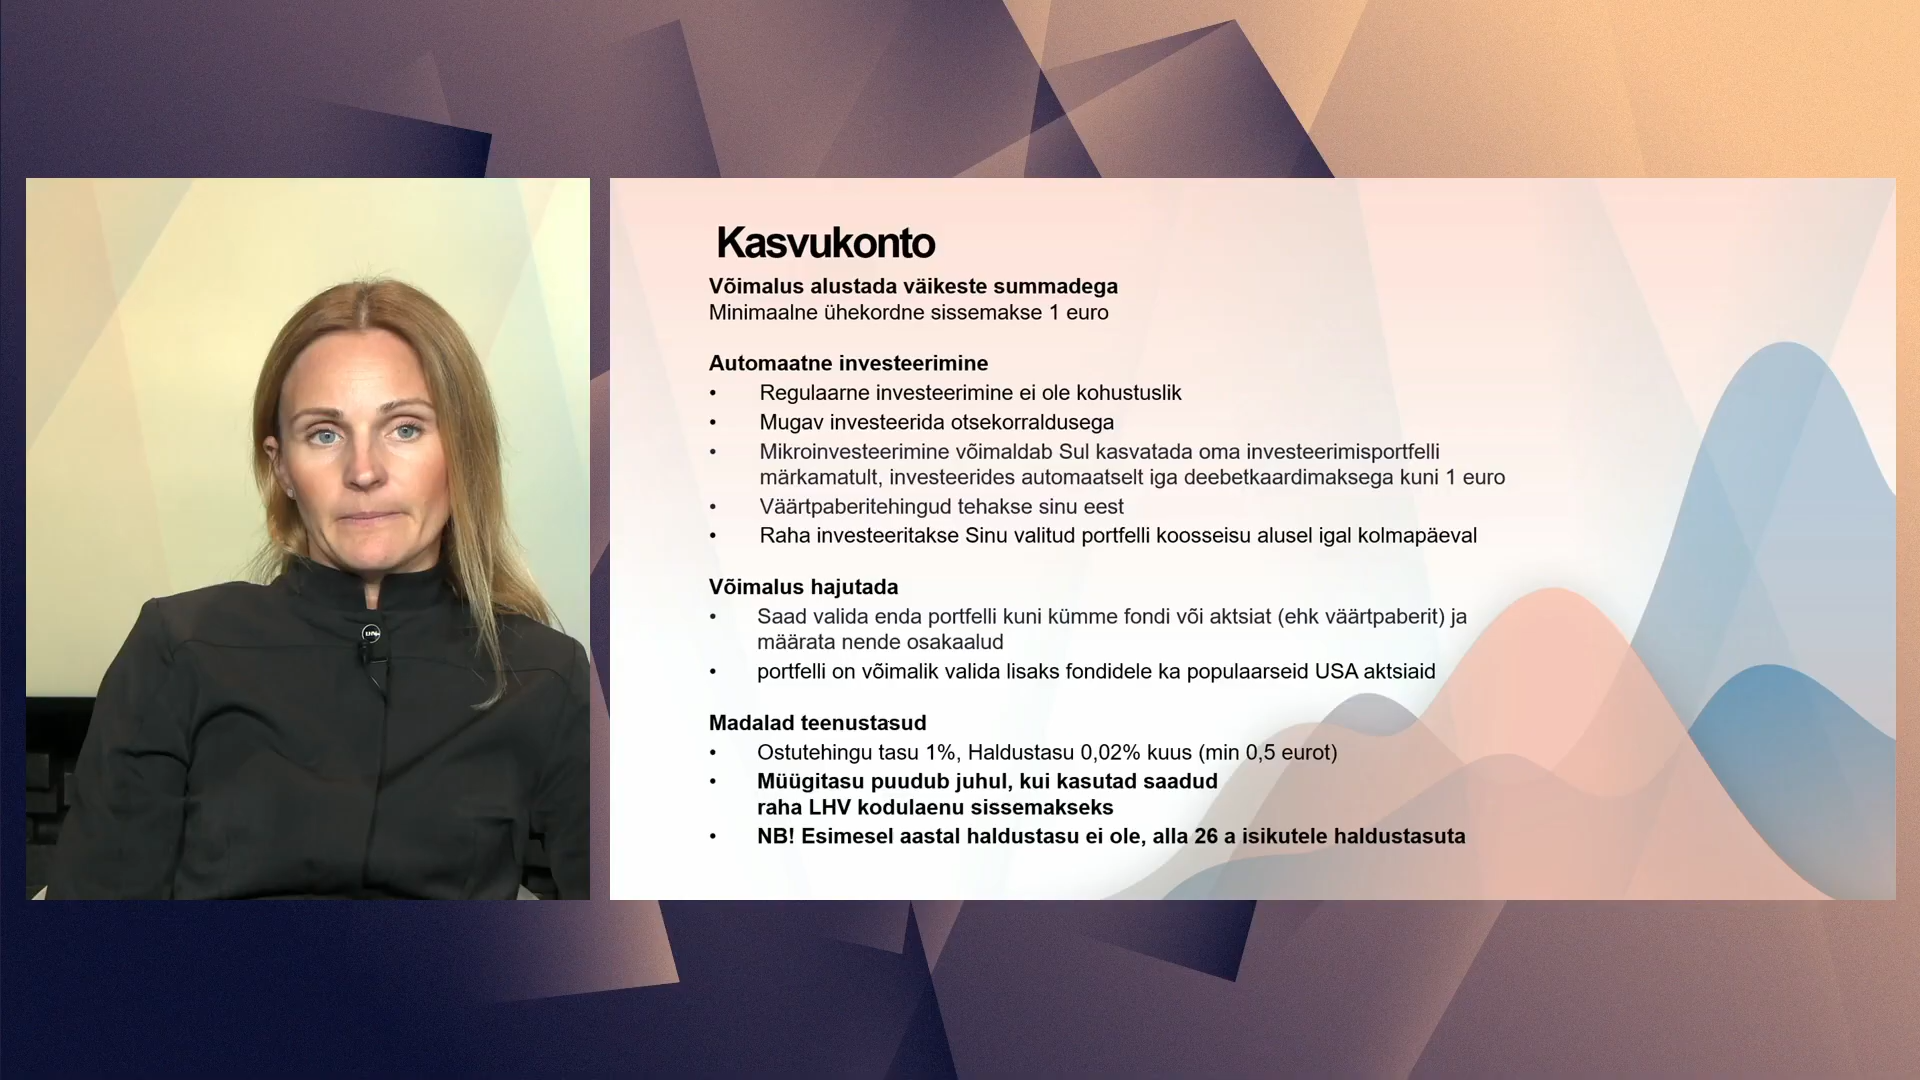 Kasvukonto
Võimalus alustada väikeste summadega
Minimaalne ühekordne sissemakse 1 euro
Automaatne investeerimine
• Regulaarne investeerimine ei ole kohustuslik
• Mugav investeerida otsekorraldusega
• Mikroinvesteerimine võimaldab Sul kasvatada oma investeerimisportfelli
märkamatult, investeerides automaatselt iga deebetkaardimaksega kuni 1 euro
• Väärtpaberitehingud tehakse sinu eest
• Raha investeeritakse Sinu valitud portfelli koosseisu alusel igal kolmapäeval
Võimalus hajutada
• Saad valida enda portfelli kuni kümme fondi või aktsiat (ehk väärtpaberit) ja
määrata nende osakaalud
• portfelli on võimalik valida lisaks fondidele ka populaarseid USA aktsiaid
Madalad teenustasud
• Ostutehingu tasu 1%, Haldustasu 0,02% kuus (min 0,5 eurot)
• Müügitasu puudub juhul, kui kasutad saadud
raha LHV kodulaenu sissemakseks
• NB! Esimesel aastal haldustasu ei ole, alla 26 a isikutele haldustasuta